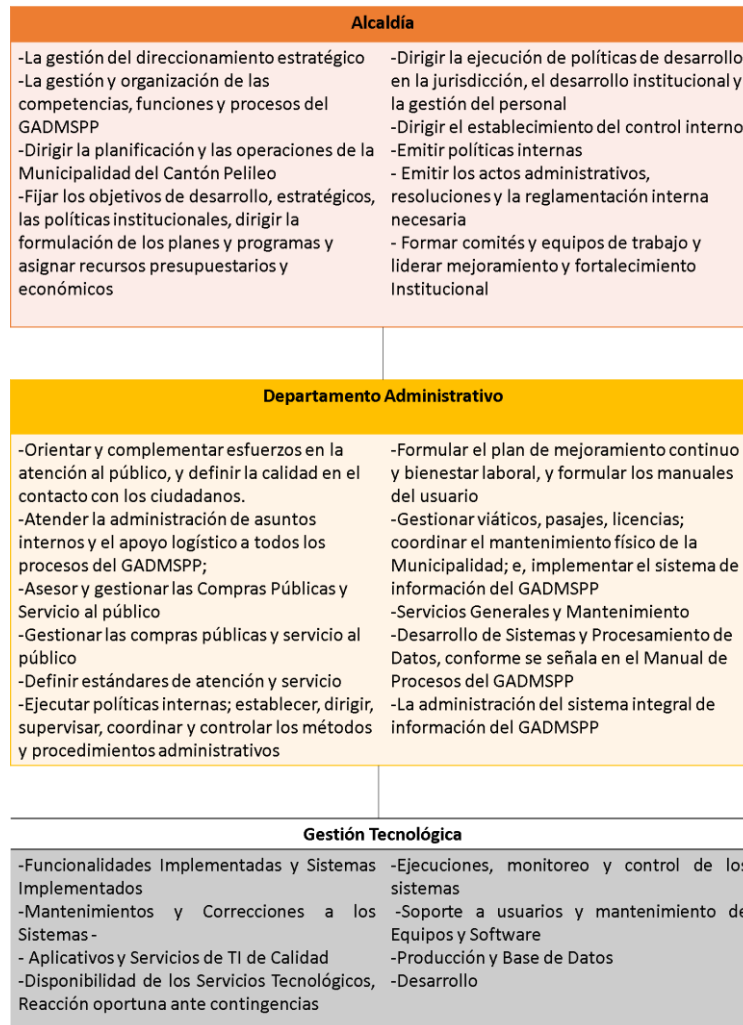 Alcaldía
-La gestión del direccionamiento estratégico
-La gestión y organización de las
competencias, funciones y procesos del
GADMSPP
-Dirigir la planificación y las operaciones de la
Municipalidad del Cantón Pelileo
-Fijar los objetivos de desarrollo, estratégicos,
las políticas institucionales, dirigir la
formulación de los planes y programas y
asignar recursos presupuestarios y
económicos
-Dirigir la ejecución de políticas de desarrollo
en la jurisdicción, el desarrollo institucional y
la gestión del personal
-Dirigir el establecimiento del control interno
-Emitir políticas internas
- Emitir los actos administrativos,
resoluciones y la reglamentación interna
necesaria
- Formar comités y equipos de trabajo y
liderar mejoramiento y fortalecimiento
Institucional
Departamento Administrativo
-Orientar y complementar esfuerzos en la
atención al público, y definir la calidad en el
contacto con los ciudadanos.
-Atender la administración de asuntos
internos y el apoyo logístico a todos los
procesos del GADMSPP;
-Asesor y gestionar las Compras Públicas y
Servicio al público
-Gestionar las compras públicas y servicio al
público
-Definir estándares de atención y servicio
-Ejecutar políticas internas; establecer, dirigir,
supervisar, coordinar y controlar los métodos
y procedimientos administrativos
-Formular el plan de mejoramiento continuo
y bienestar laboral, y formular los manuales
del usuario
-Gestionar viáticos, pasajes, licencias;
coordinar el mantenimiento físico de la
Municipalidad; e, implementar el sistema de
información del GADMSPP
-Servicios Generales y Mantenimiento
-Desarrollo de Sistemas y Procesamiento de
Datos, conforme se señala en el Manual de
Procesos del GADMSPP
-La administración del sistema integral de
información del GADMSPP
Gestión Tecnológica
-Funcionalidades Implementadas y Sistemas
Implementados
-Mantenimientos y Correcciones a los
Sistemas -
- Aplicativos y Servicios de TI de Calidad
-Disponibilidad de los Servicios Tecnológicos,
Reacción oportuna ante contingencias
-Ejecuciones, monitoreo y control de los
sistemas
-Soporte a usuarios y mantenimiento de
Equipos y Software
-Producción y Base de Datos
-Desarrollo